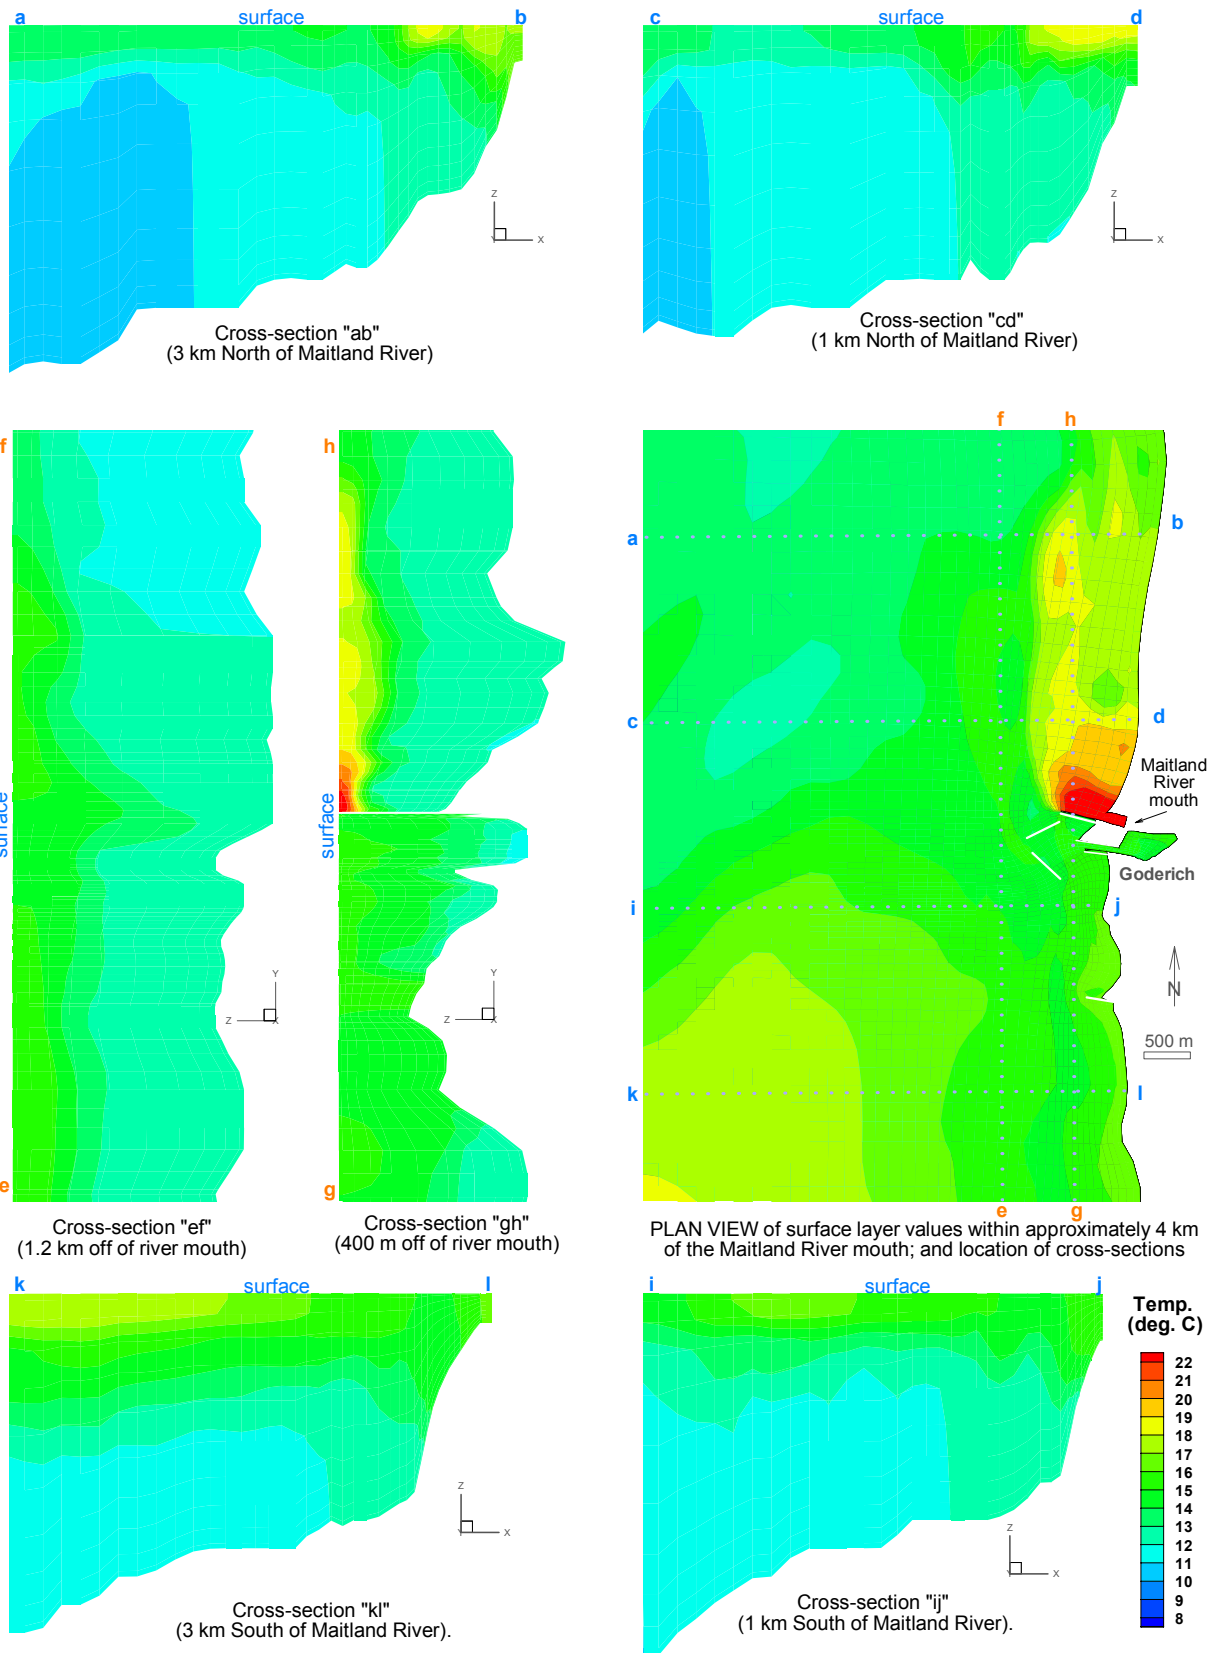 a surface b
c surface d
Z
X
Y
Z
X
Y
Cross-section "ab"
(3 km North of Maitland River)
Cross-section "cd"
(1 km North of Maitland River)
f
h
f h
a
b
c
d
Maitland
River
mouth
surface
surface
Goderich
i
j
Y
Z
X
Y
Z
X
N
500 m
k
l
e
g
e g
Cross-section "ef"
(1.2 km off of river mouth)
Cross-section "gh"
(400 m off of river mouth)
PLAN VIEW of surface layer values within approximately 4 km
of the Maitland River mouth; and location of cross-sections
k surface l
i surface j
Temp.
(deg. C)
22
21
20
19
18
17
16
15
14
13
12
11
10
9
8
Z
Y
X
Z
Y
X
Cross-section "kl"
(3 km South of Maitland River).
Cross-section "ij"
(1 km South of Maitland River).